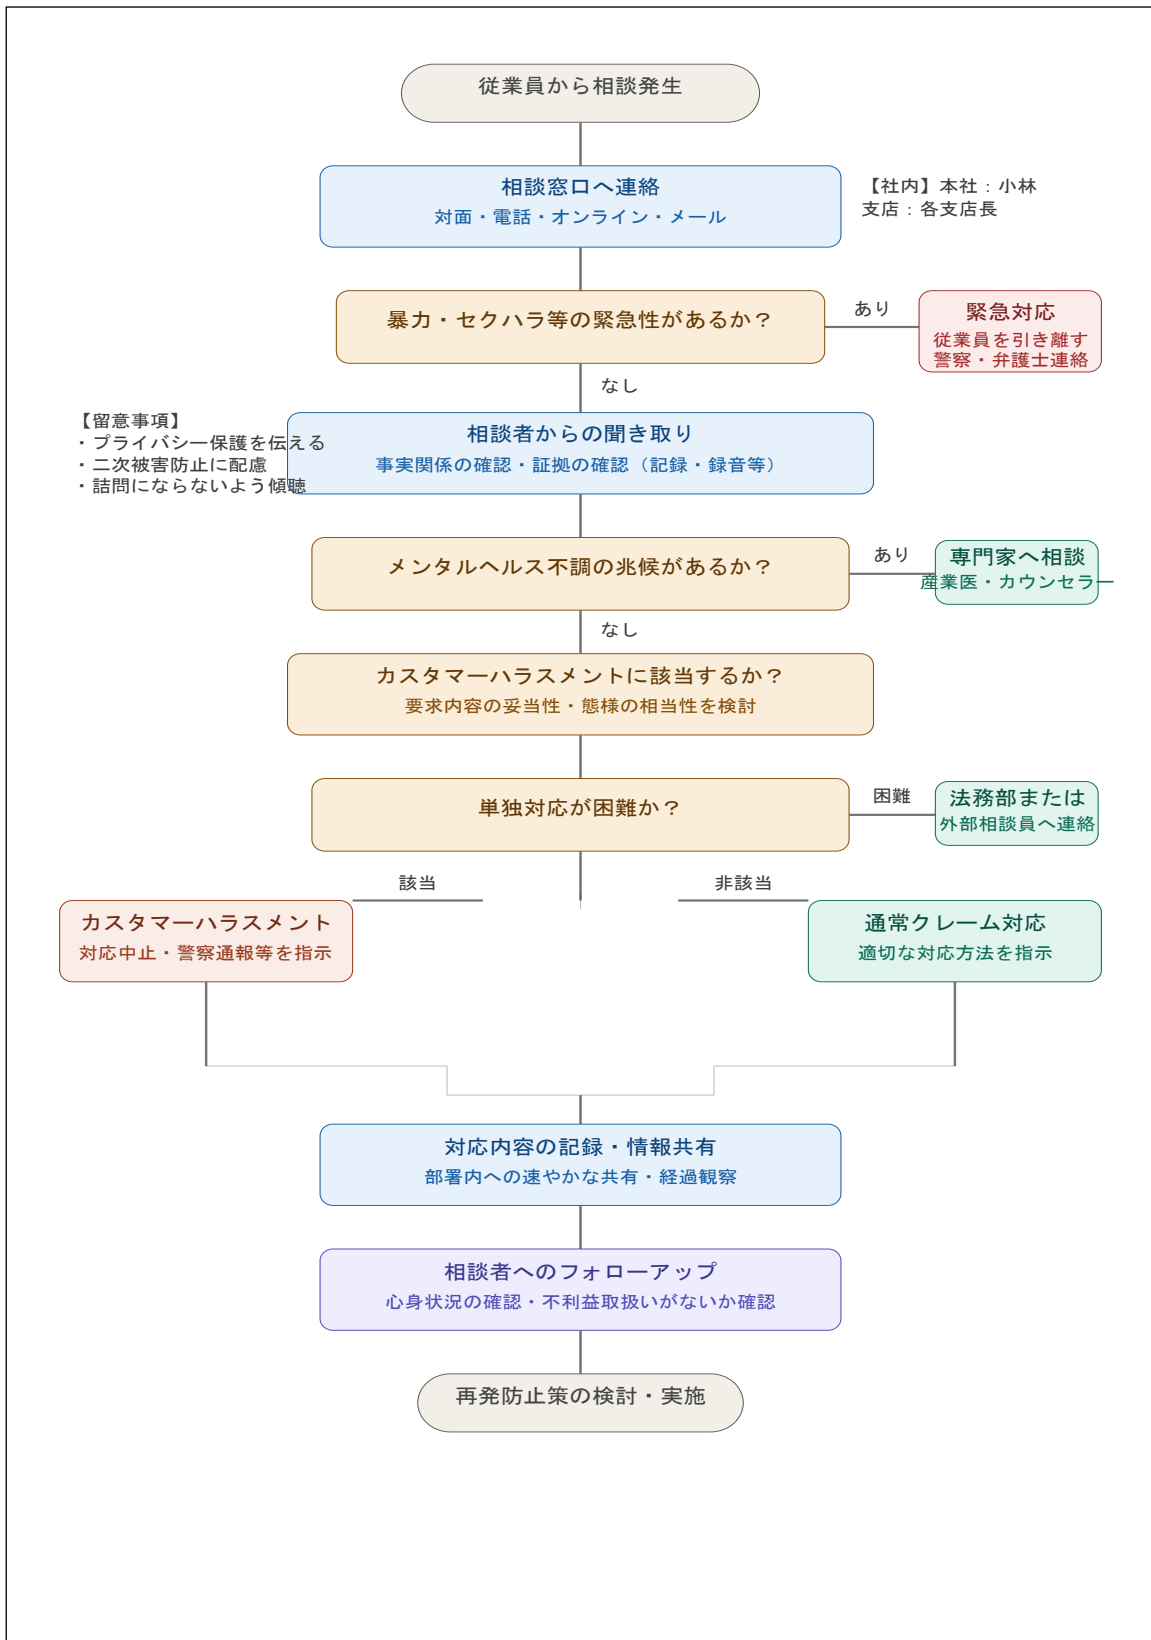 従業員から相談発生
相談窓口へ連絡
対面・電話・オンライン・メール
【社内】本社：小林
支店：各支店長
暴力・セクハラ等の緊急性があるか？
あり
緊急対応
従業員を引き離す
警察・弁護士連絡
なし
【留意事項】
・プライバシー保護を伝える
・二次被害防止に配慮
・詰問にならないよう傾聴
相談者からの聞き取り
事実関係の確認・証拠の確認（記録・録音等）
メンタルヘルス不調の兆候があるか？
あり
専門家へ相談
産業医・カウンセラー
なし
カスタマーハラスメントに該当するか？
要求内容の妥当性・態様の相当性を検討
単独対応が困難か？
困難
法務部または
外部相談員へ連絡
該当
非該当
カスタマーハラスメント
対応中止・警察通報等を指示
通常クレーム対応
適切な対応方法を指示
対応内容の記録・情報共有
部署内への速やかな共有・経過観察
相談者へのフォローアップ
心身状況の確認・不利益取扱いがないか確認
再発防止策の検討・実施